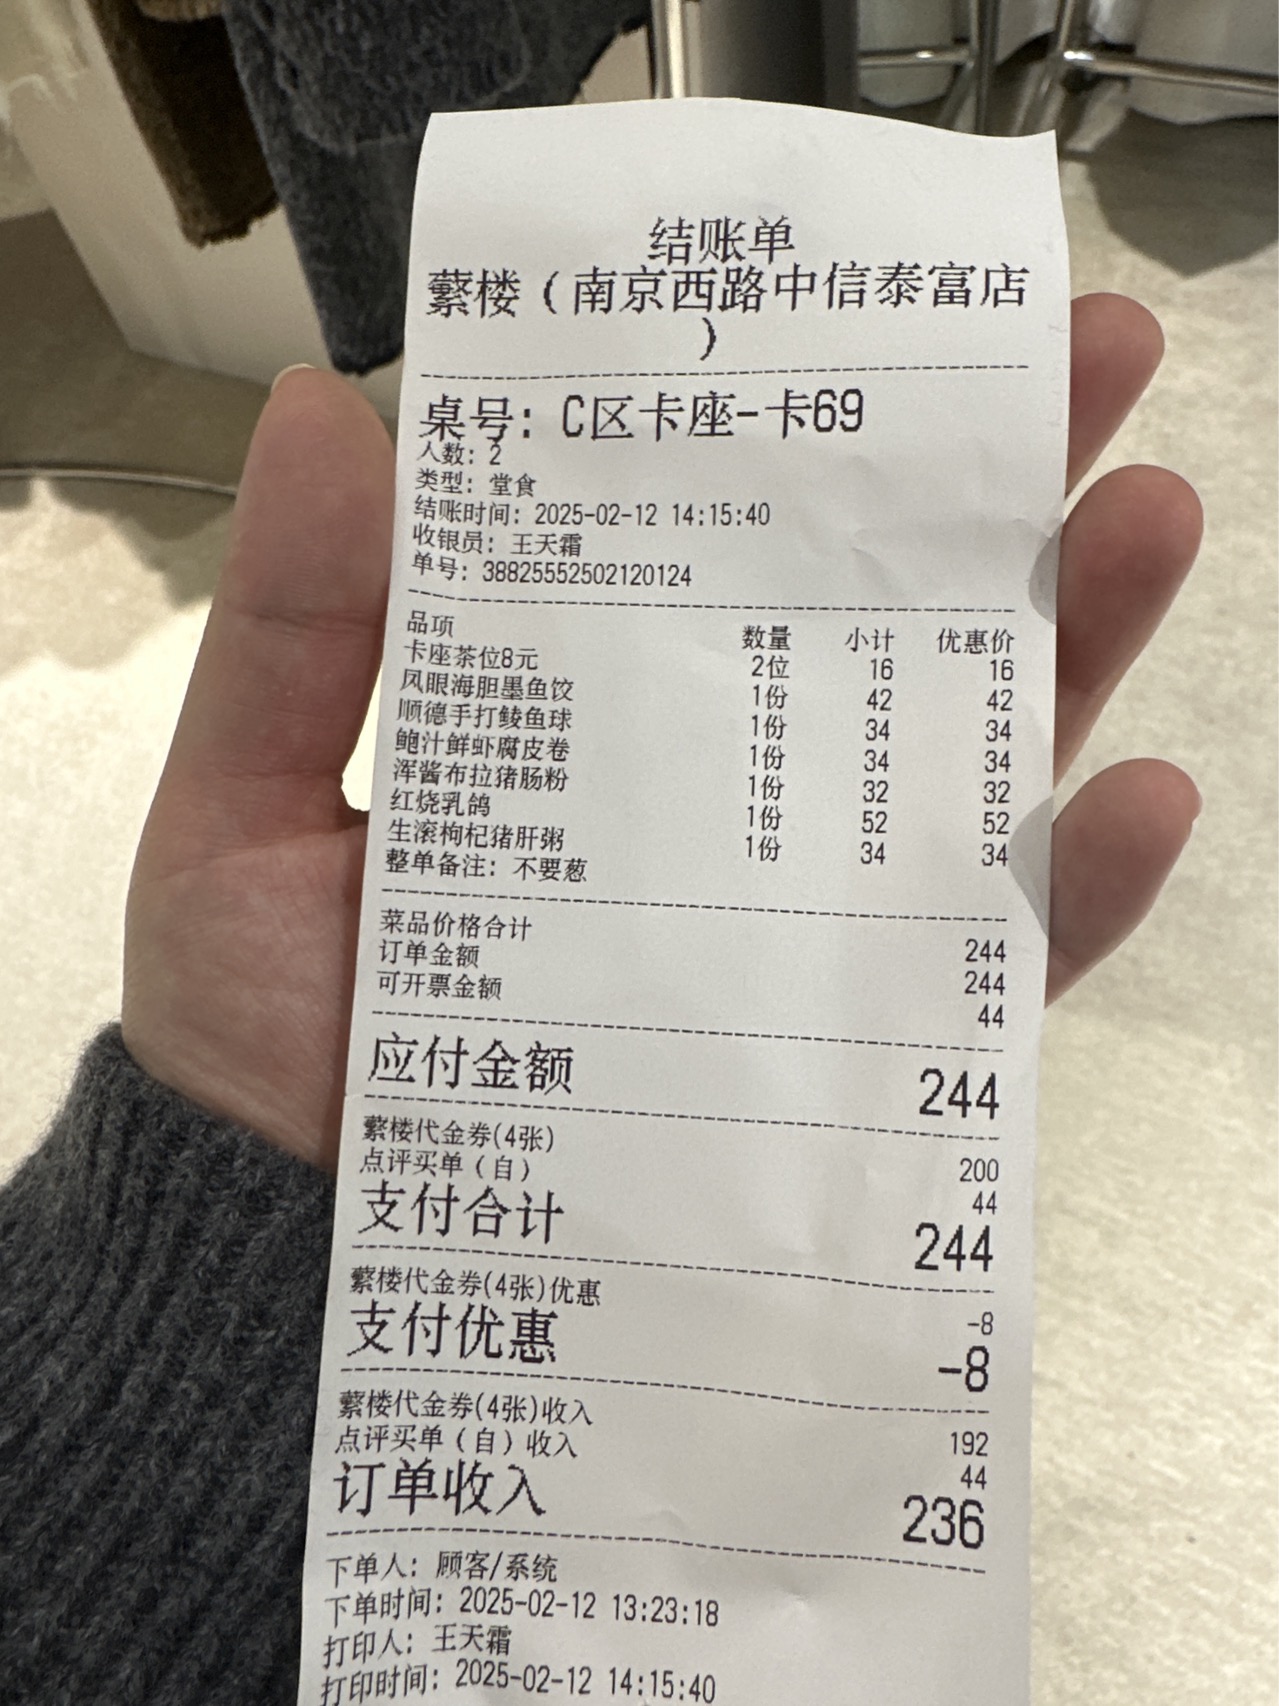 结账单
蘩楼（南京西路中信泰富店
）
桌号：C区卡座-卡69
人数：2
类型：堂食
结账时间：2025-02-12 14:15:40
收银员：王天霜
单号：38825552502120124
品项 数量 小计 优惠价
卡座茶位8元 2位 16 16
凤眼海胆墨鱼饺 1份 42 42
顺德手打鲮鱼球 1份 34 34
鲍汁鲜虾腐皮卷 1份 34 34
浑酱布拉猪肠粉 1份 32 32
红烧乳鸽 1份 52 52
生滚枸杞猪肝粥 1份 34 34
整单备注：不要葱
菜品价格合计 244
订单金额 244
可开票金额 44
应付金额 244
蘩楼代金券(4张) 200
点评买单（自） 44
支付合计 244
蘩楼代金券(4张)优惠 -8
支付优惠 -8
蘩楼代金券(4张)收入 192
点评买单（自）收入 44
订单收入 236
下单人：顾客/系统
下单时间：2025-02-12 13:23:18
打印人：王天霜
打印时间：2025-02-12 14:15:40